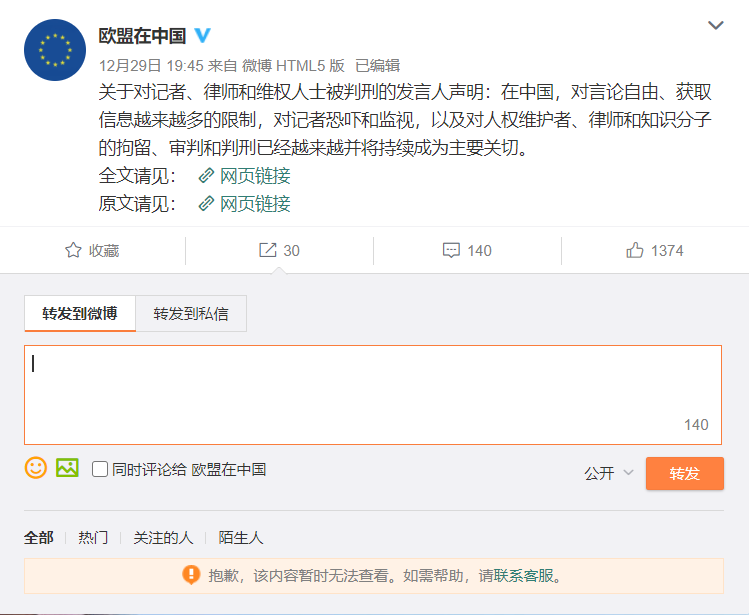 欧盟在中国
12月29日 19:45 来自 微博 HTML5 版 已编辑
关于对记者、律师和维权人士被判刑的发言人声明：在中国，对言论自由、获取
信息越来越多的限制，对记者恐吓和监视，以及对人权维护者、律师和知识分子
的拘留、审判和判刑已经越来越并将持续成为主要关切。
全文请见： 网页链接
原文请见： 网页链接
收藏 30 140 1374
转发到微博 转发到私信
140
同时评论给 欧盟在中国 公开 转发
全部 热门 关注的人 陌生人
抱歉，该内容暂时无法查看。如需帮助，请联系客服。